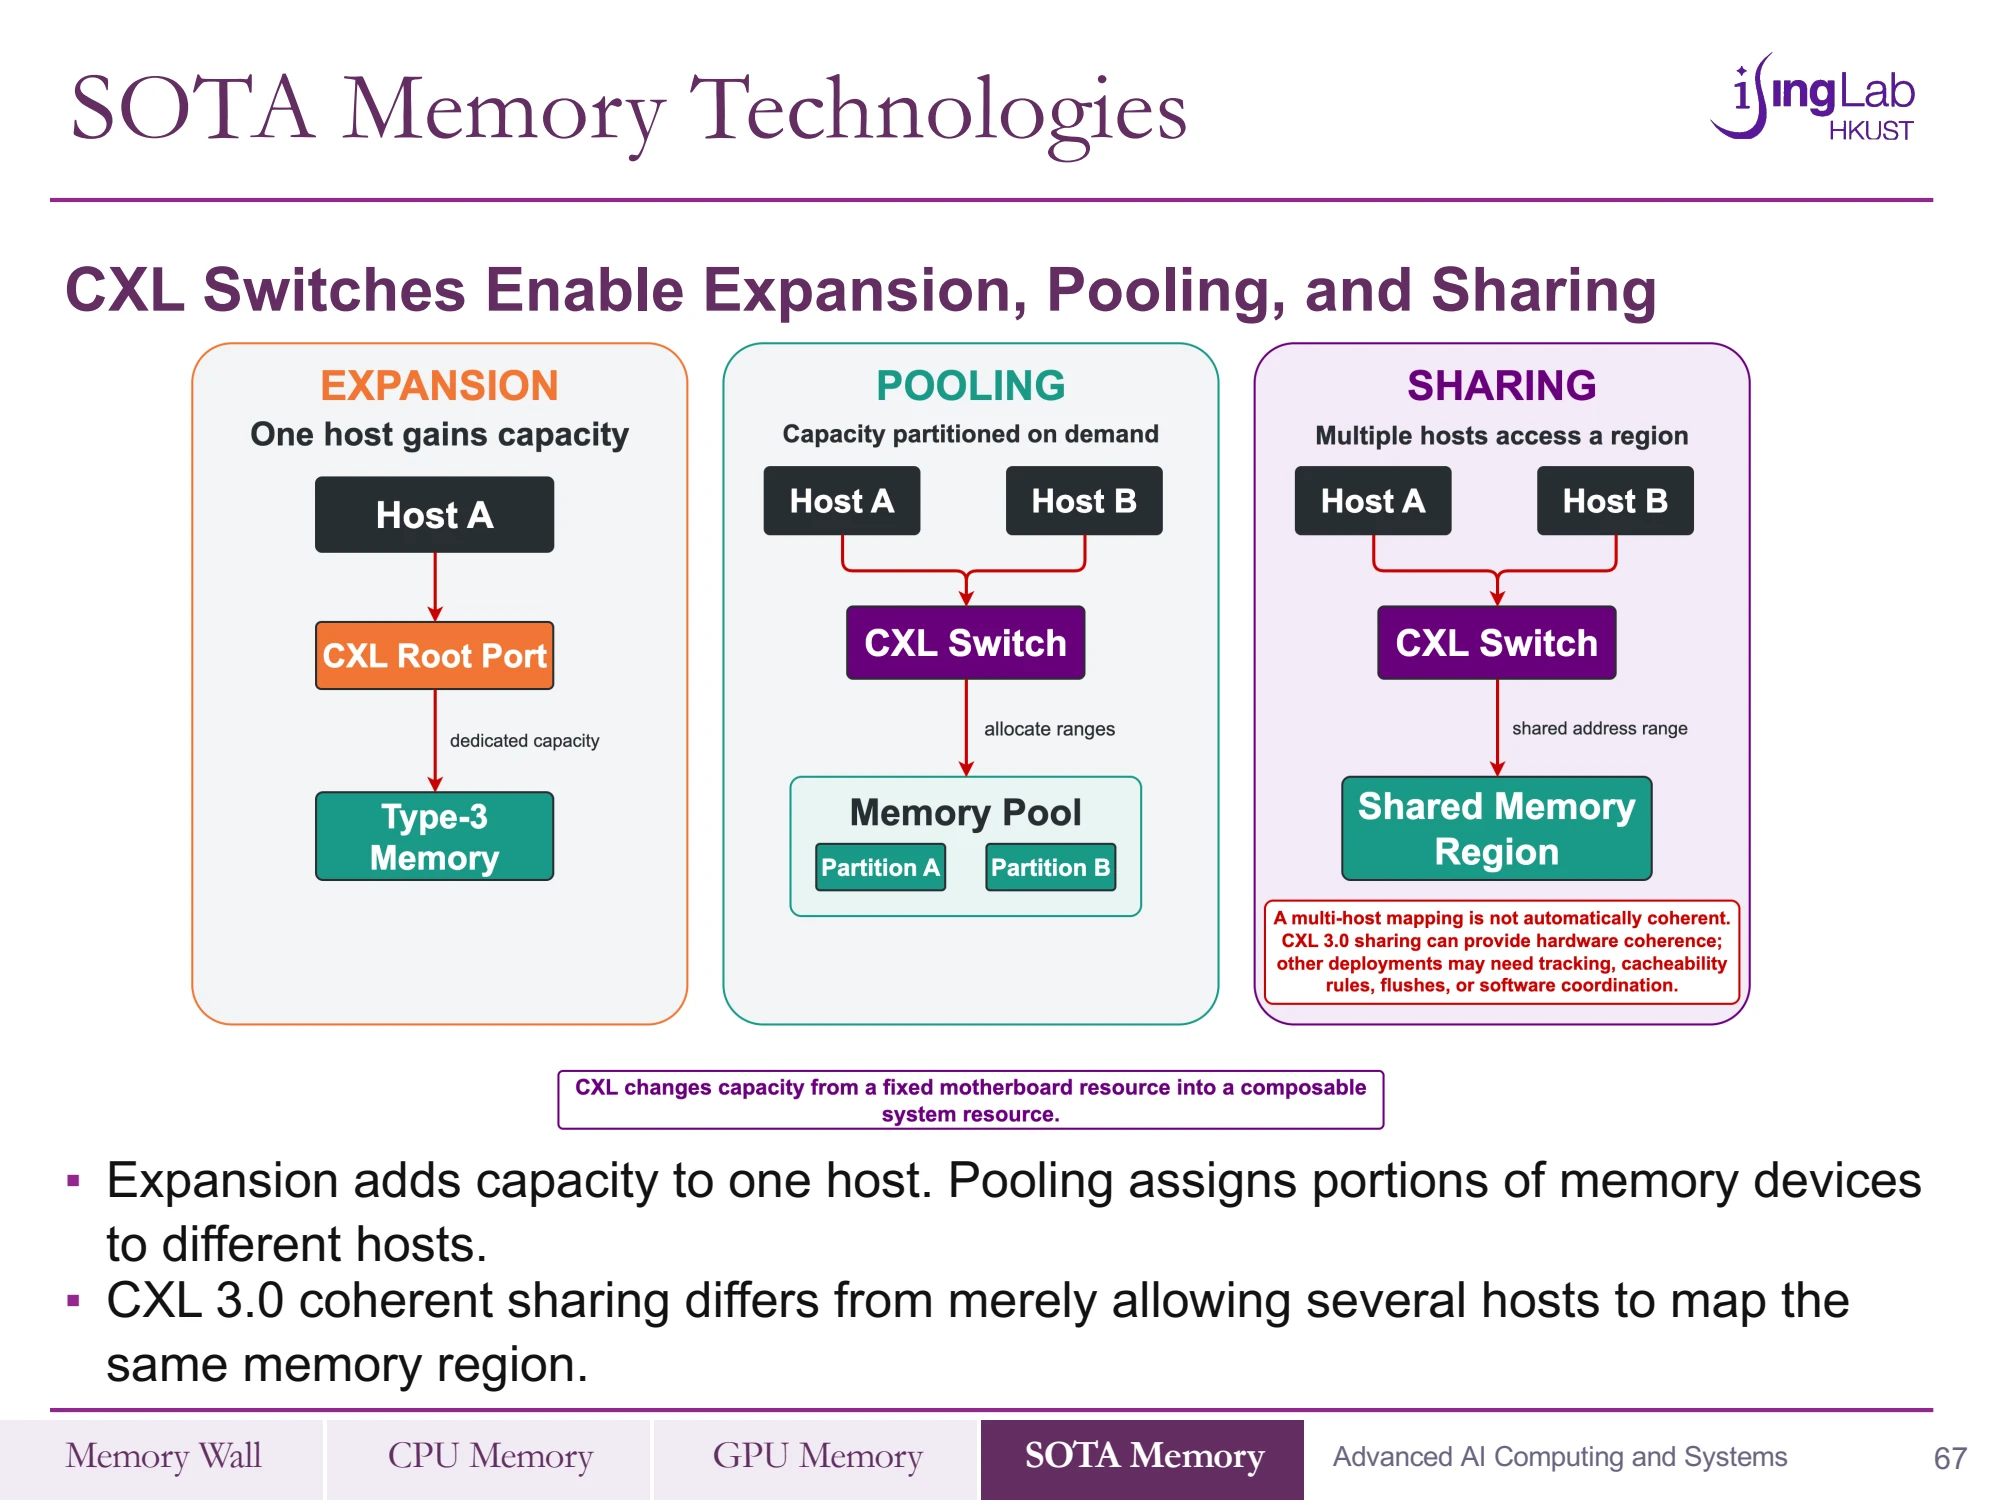 SOTA Memory Technologies
iSingLab
HKUST
CXL Switches Enable Expansion, Pooling, and Sharing
EXPANSION
One host gains capacity
Host A
CXL Root Port
dedicated capacity
Type-3
Memory
POOLING
Capacity partitioned on demand
Host A
Host B
CXL Switch
allocate ranges
Memory Pool
Partition A
Partition B
SHARING
Multiple hosts access a region
Host A
Host B
CXL Switch
shared address range
Shared Memory
Region
A multi-host mapping is not automatically coherent.
CXL 3.0 sharing can provide hardware coherence;
other deployments may need tracking, cacheability
rules, flushes, or software coordination.
CXL changes capacity from a fixed motherboard resource into a composable
system resource.
▪ Expansion adds capacity to one host. Pooling assigns portions of memory devices
to different hosts.
▪ CXL 3.0 coherent sharing differs from merely allowing several hosts to map the
same memory region.
Memory Wall
CPU Memory
GPU Memory
SOTA Memory
Advanced AI Computing and Systems
67